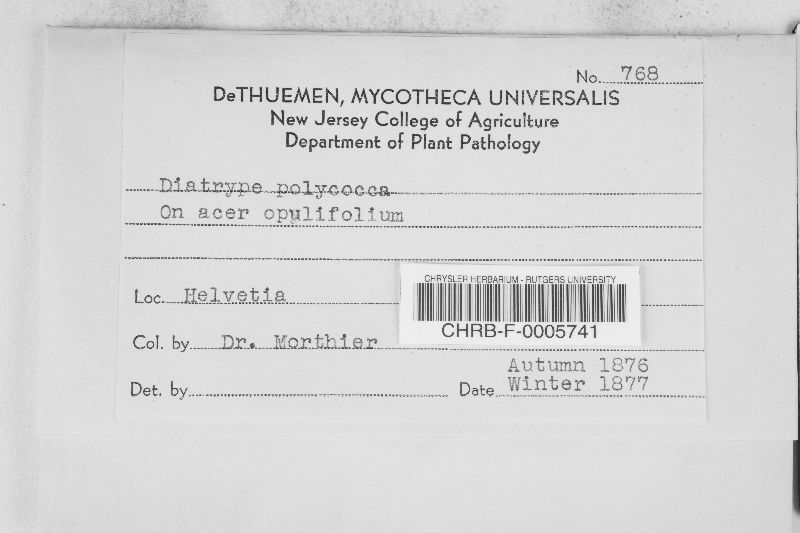 No. 768
DeTHUEMEN, MYCOTHECA UNIVERSALIS
New Jersey College of Agriculture
Department of Plant Pathology
Diatrype polycocca
On acer opulifolium
Loc. Helvetia
CHRYSLER HERBARIUM - RUTGERS UNIVERSITY
CHRB-F-0005741
Col. by Dr. Morthier
Autumn 1876
Det. by
Date Winter 1877